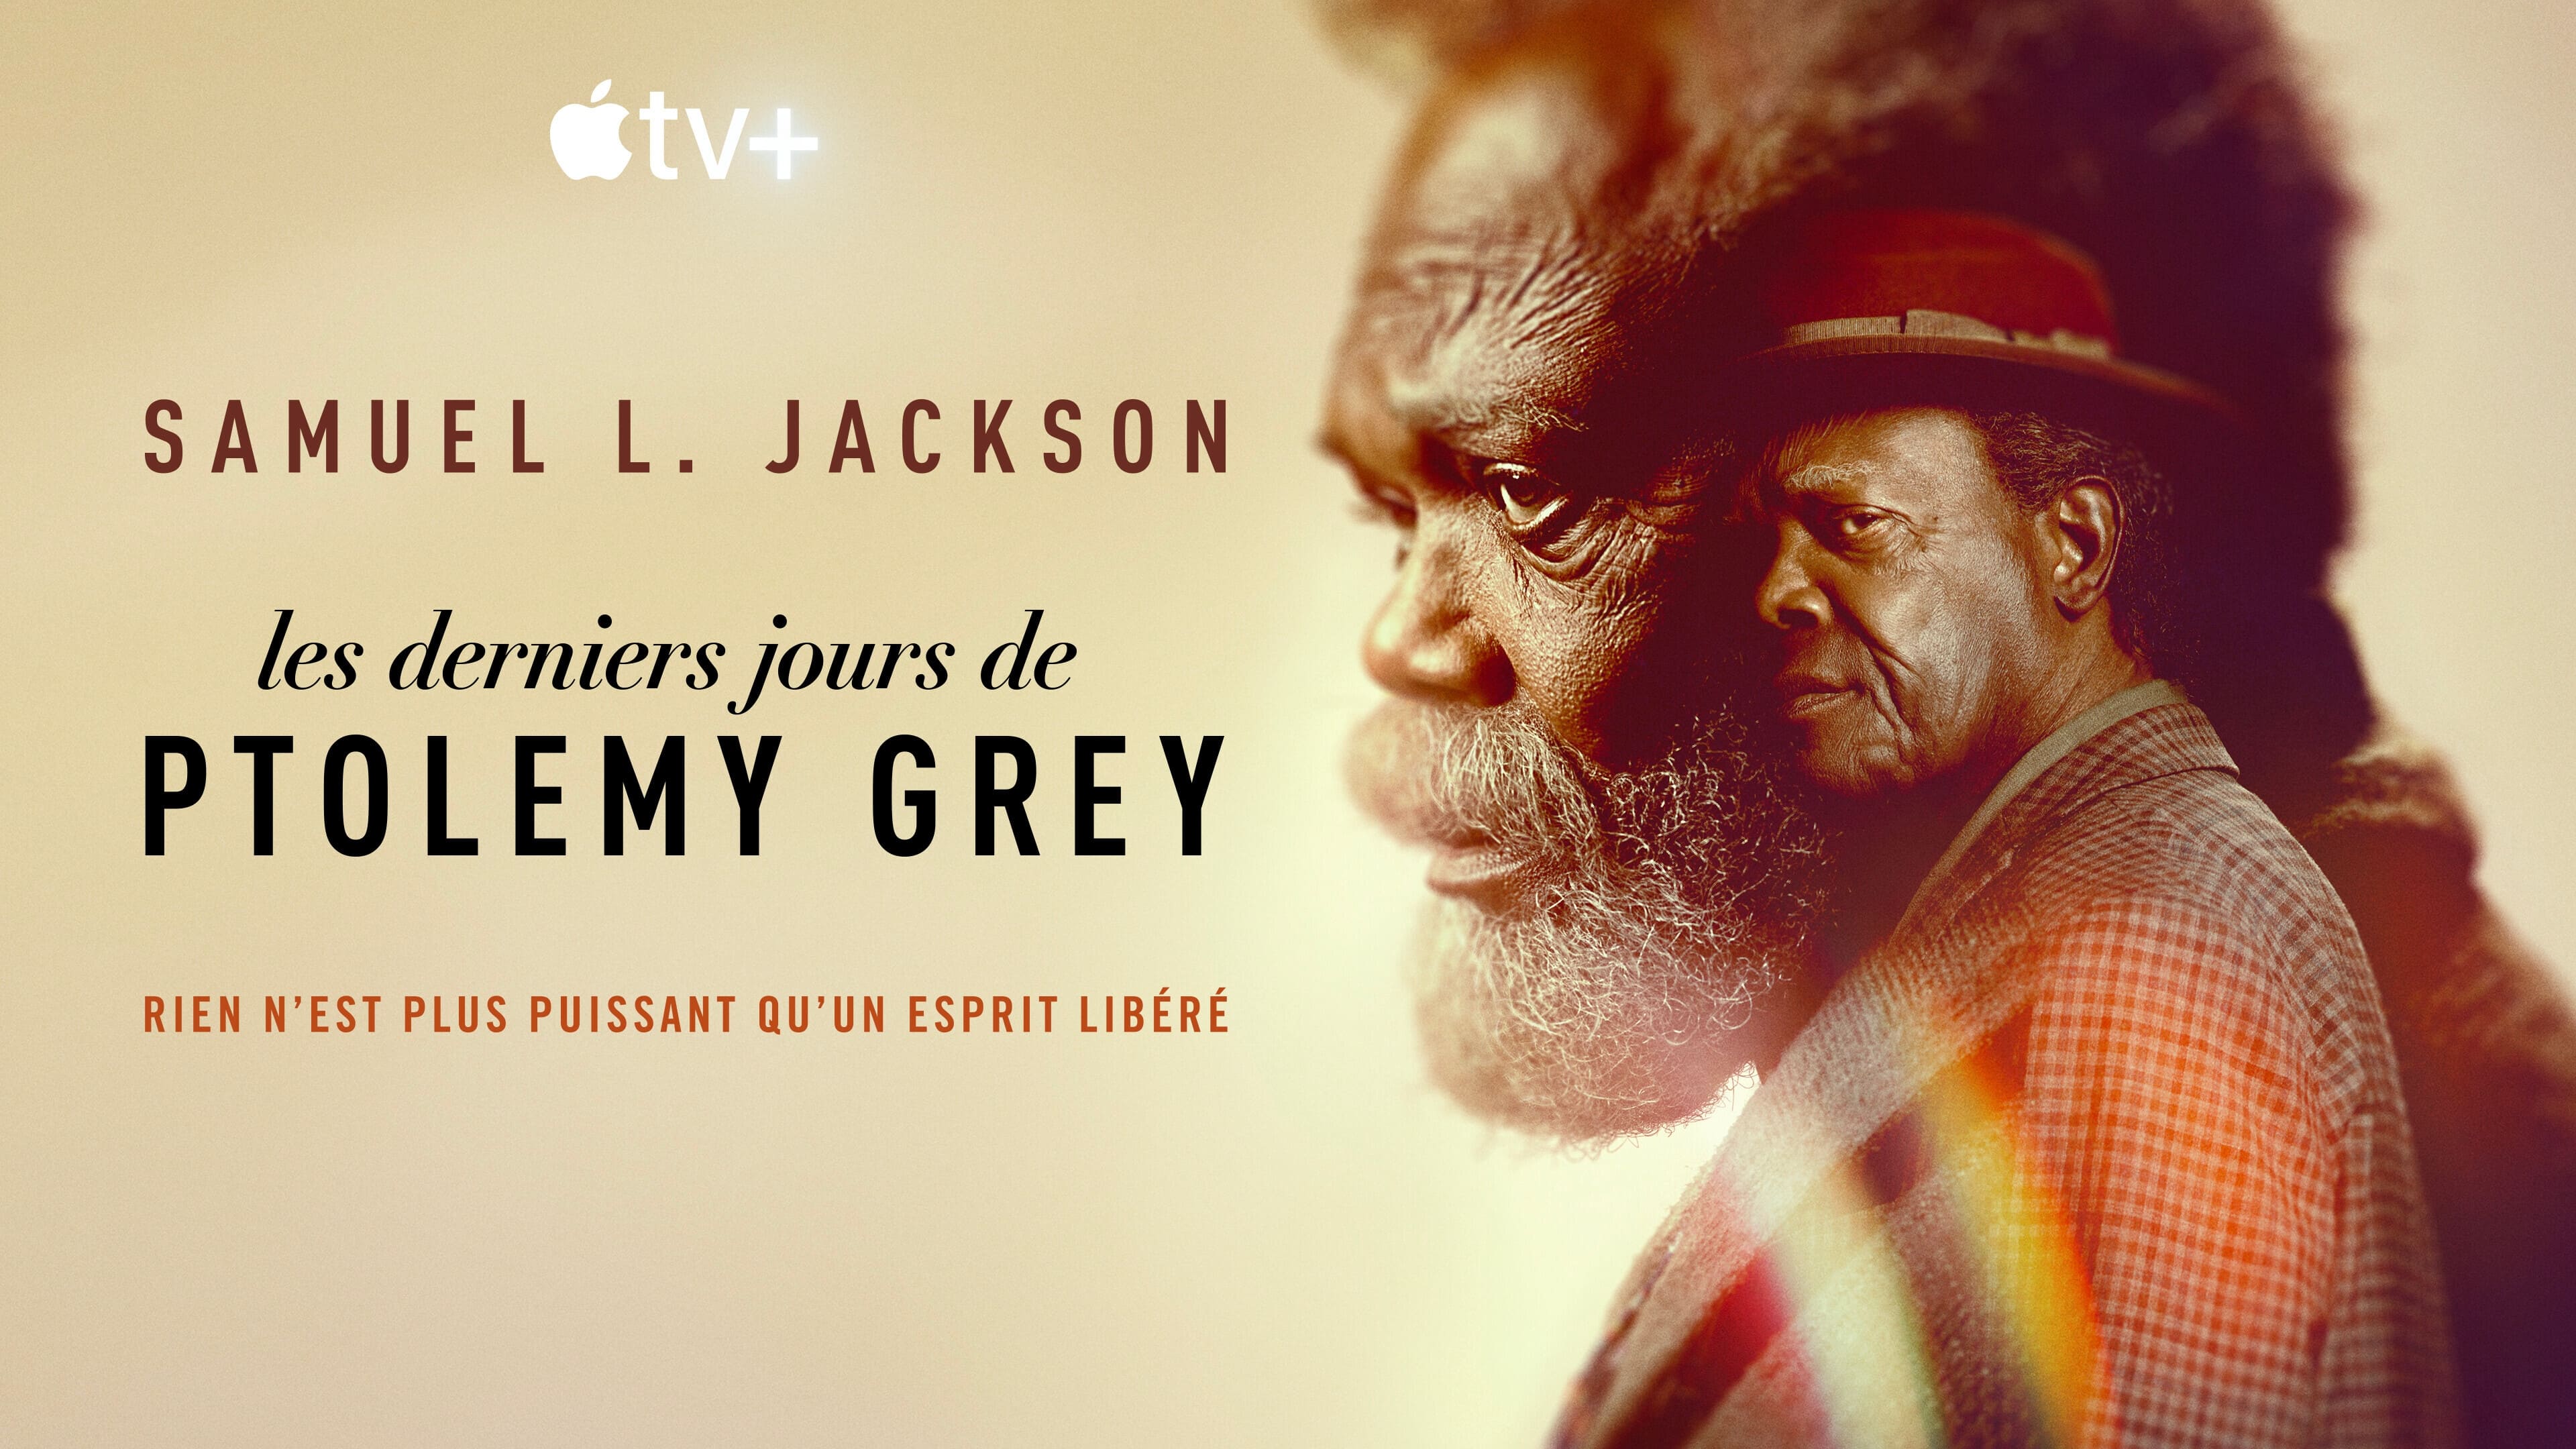 tv+
SAMUEL L. JACKSON
les derniers jours de
PTOLEMY GREY
RIEN N’EST PLUS PUISSANT QU’UN ESPRIT LIBÉRÉ